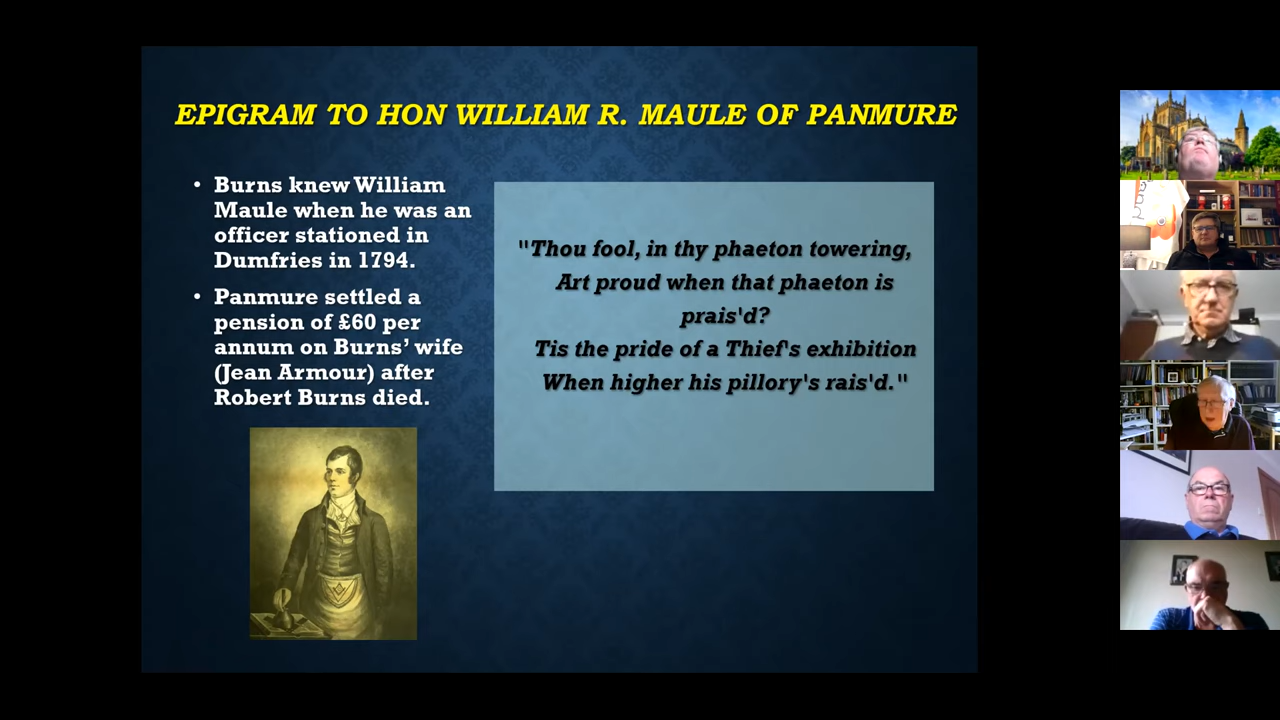 EPIGRAM TO HON WILLIAM R. MAULE OF PANMURE
• Burns knew William
Maule when he was an
officer stationed in
Dumfries in 1794.
• Panmure settled a
pension of £60 per
annum on Burns’ wife
(Jean Armour) after
Robert Burns died.
"Thou fool, in thy phaeton towering,
Art proud when that phaeton is
prais'd?
Tis the pride of a Thief's exhibition
When higher his pillory's rais'd."